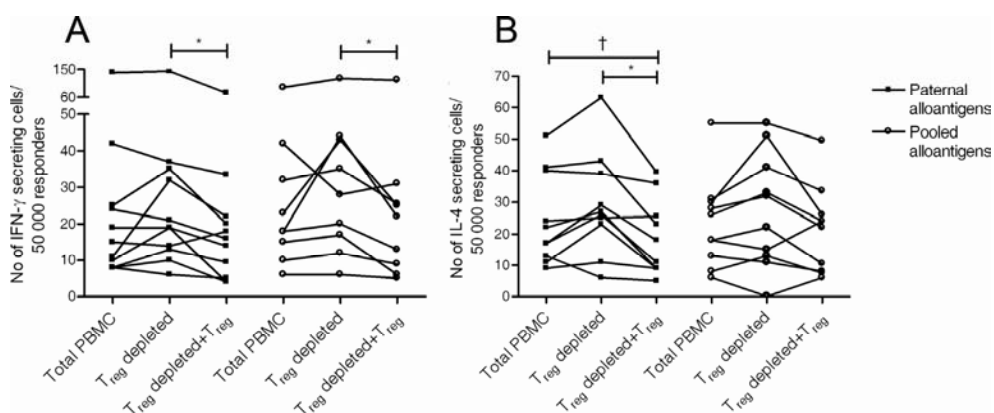 A
B
*
*
†
*
150
60
50
40
30
20
10
0
No of IFN-γ secreting cells/
50 000 responders
Total PBMC
Treg depleted
Treg depleted+Treg
Total PBMC
Treg depleted
Treg depleted+Treg
70
60
50
40
30
20
10
0
No of IL-4 secreting cells/
50 000 responders
Total PBMC
Treg depleted
Treg depleted+Treg
Total PBMC
Treg depleted
Treg depleted+Treg
Paternal
alloantigens
Pooled
alloantigens